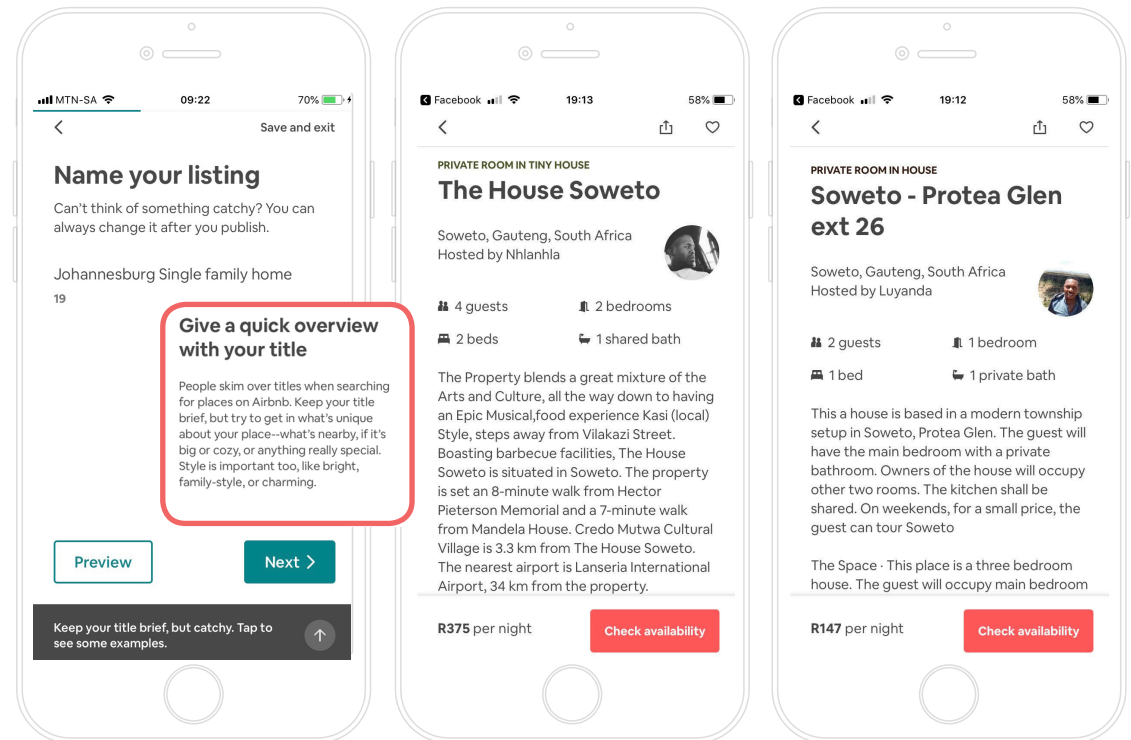 MTN-SA 09:22 70%
Save and exit
Name your listing
Can't think of something catchy? You can
always change it after you publish.
Johannesburg Single family home
19
Give a quick overview
with your title
People skim over titles when searching
for places on Airbnb. Keep your title
brief, but try to get in what's unique
about your place--what's nearby, if it's
big or cozy, or anything really special.
Style is important too, like bright,
family-style, or charming.
Preview
Next
Keep your title brief, but catchy. Tap to
see some examples.
Facebook 19:13 58%
PRIVATE ROOM IN TINY HOUSE
The House Soweto
Soweto, Gauteng, South Africa
Hosted by Nhlanhla
4 guests 2 bedrooms
2 beds 1 shared bath
The Property blends a great mixture of the
Arts and Culture, all the way down to having
an Epic Musical,food experience Kasi (local)
Style, steps away from Vilakazi Street.
Boasting barbecue facilities, The House
Soweto is situated in Soweto. The property
is set an 8-minute walk from Hector
Pieterson Memorial and a 7-minute walk
from Mandela House. Credo Mutwa Cultural
Village is 3.3 km from The House Soweto.
The nearest airport is Lanseria International
Airport, 34 km from the property.
R375 per night
Check availability
Facebook 19:12 58%
PRIVATE ROOM IN HOUSE
Soweto - Protea Glen
ext 26
Soweto, Gauteng, South Africa
Hosted by Luyanda
2 guests 1 bedroom
1 bed 1 private bath
This a house is based in a modern township
setup in Soweto, Protea Glen. The guest will
have the main bedroom with a private
bathroom. Owners of the house will occupy
other two rooms. The kitchen shall be
shared. On weekends, for a small price, the
guest can tour Soweto
The Space · This place is a three bedroom
house. The guest will occupy main bedroom
R147 per night
Check availability